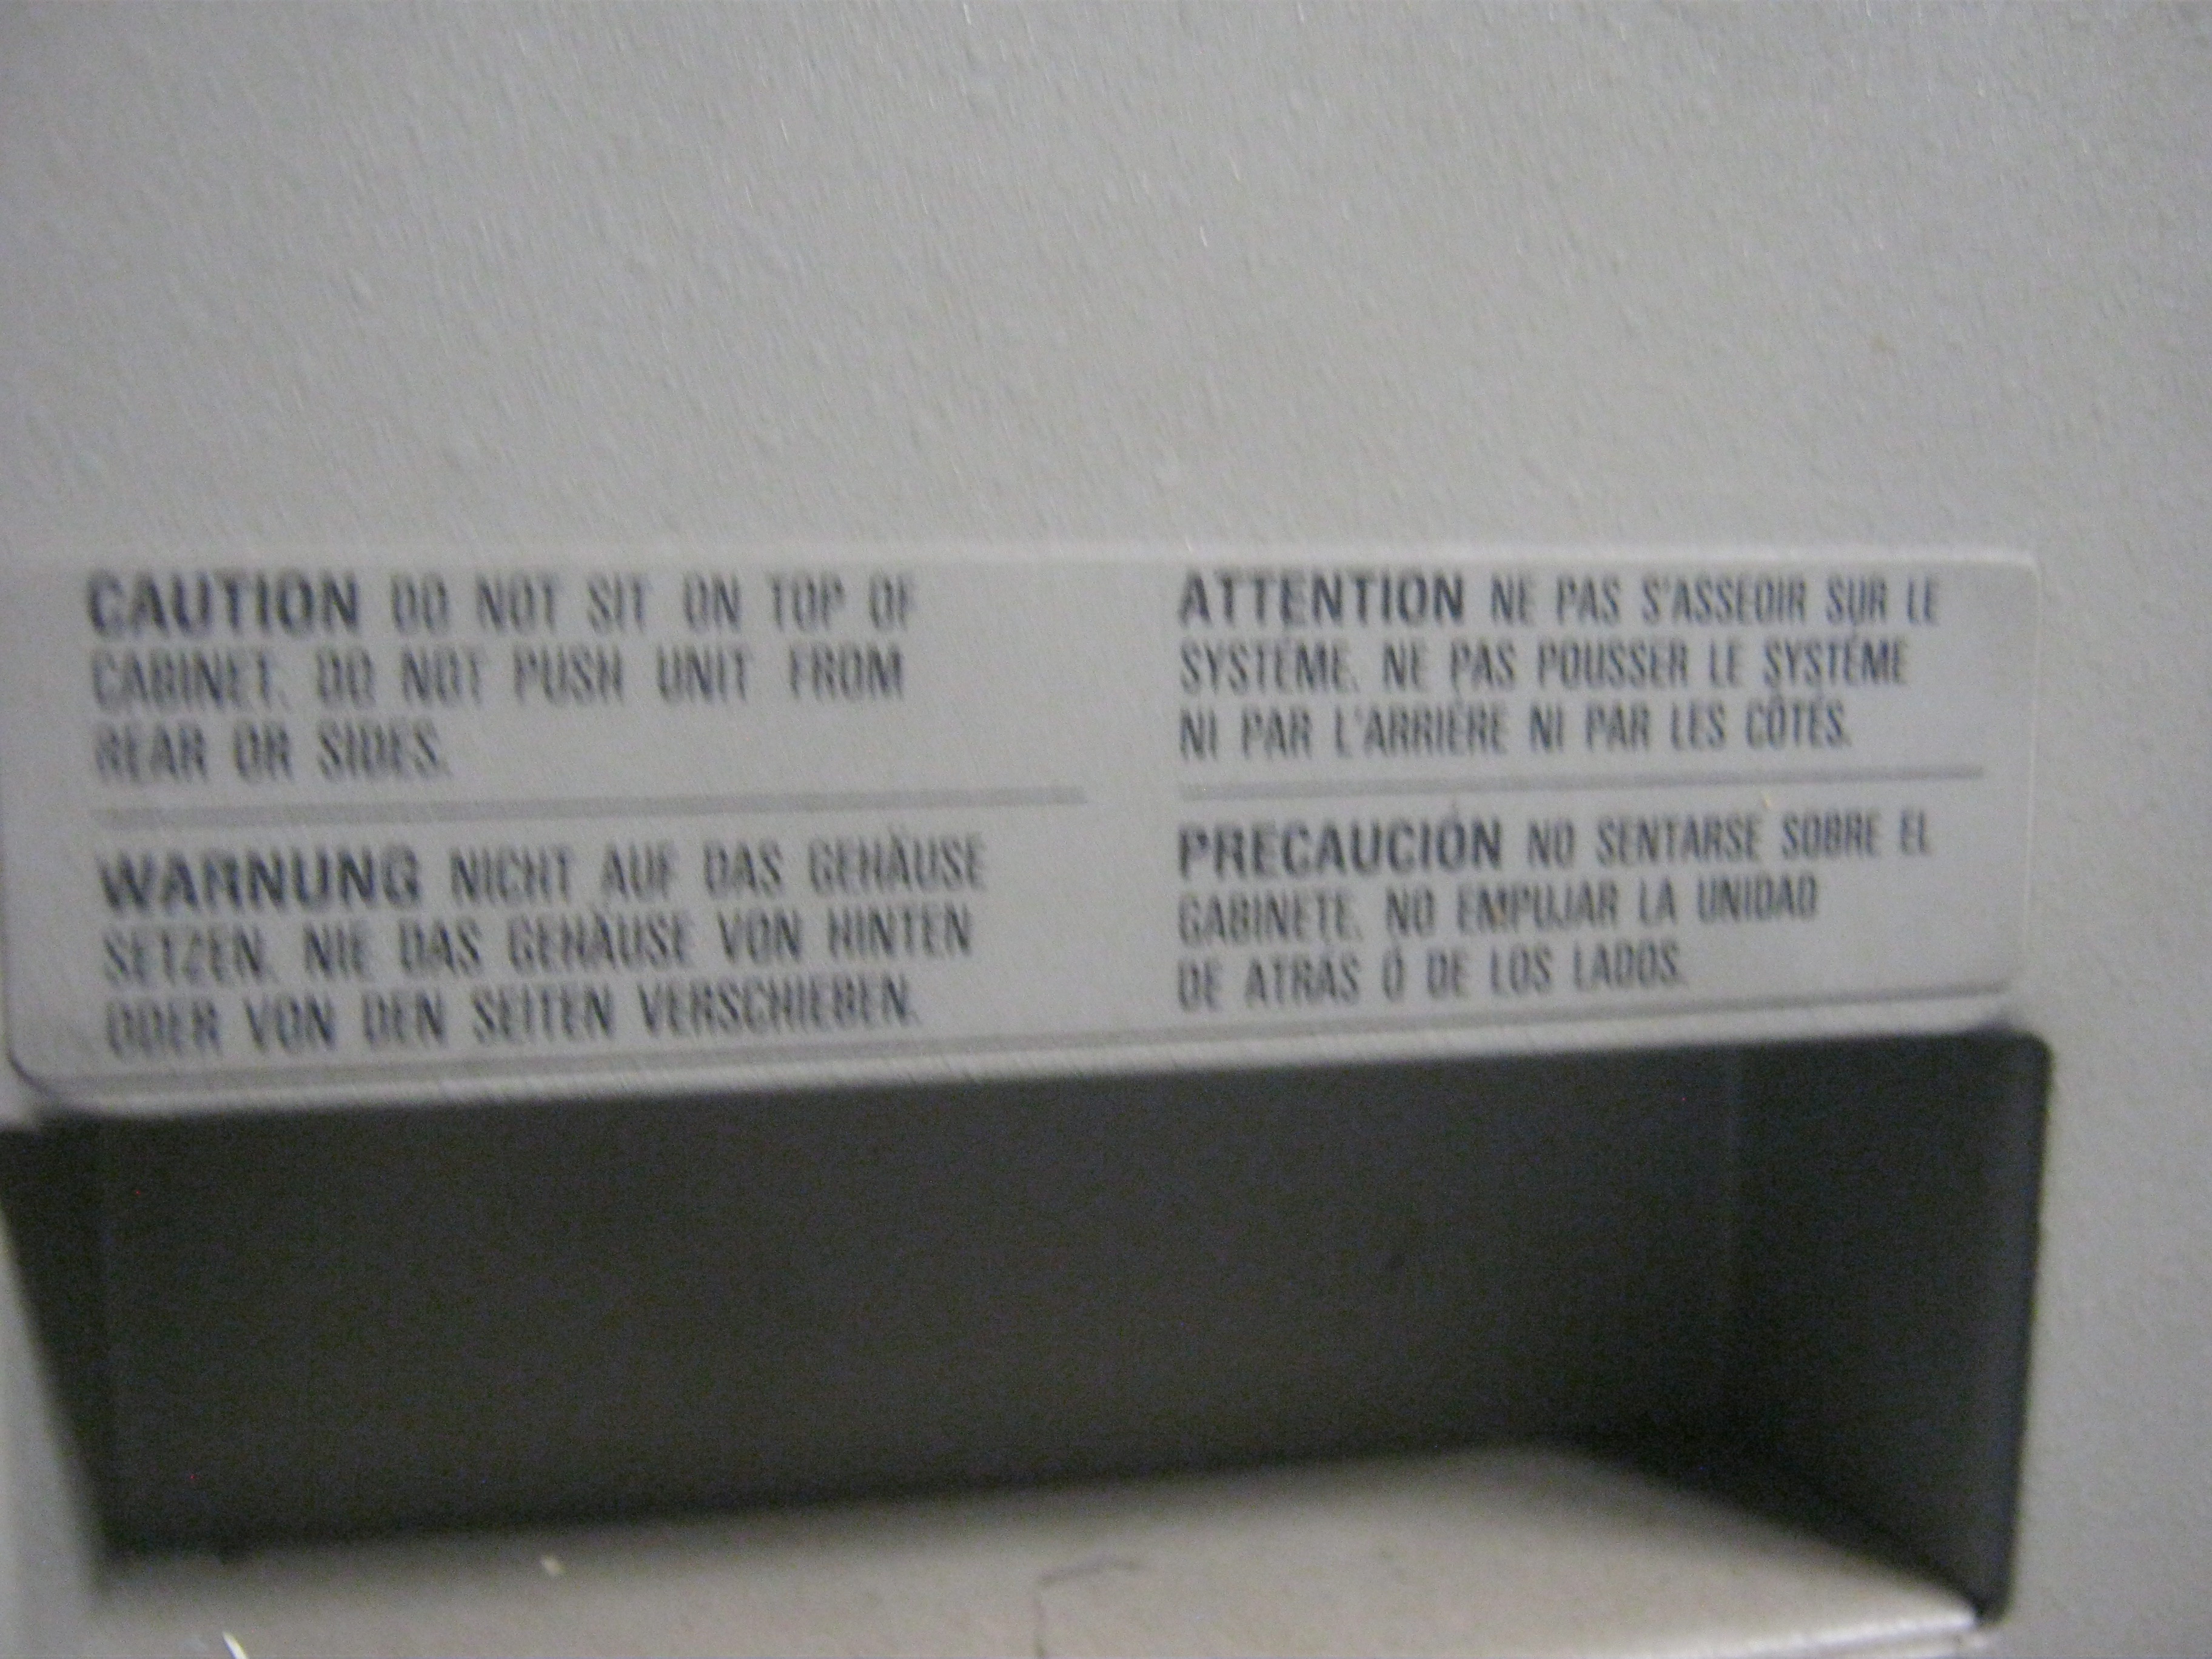 CAUTION DO NOT SIT ON TOP OF
CABINET. DO NOT PUSH UNIT FROM
REAR OR SIDES.
WARNUNG NICHT AUF DAS GEHÄUSE
SETZEN. NIE DAS GEHÄUSE VON HINTEN
ODER VON DEN SEITEN VERSCHIEBEN.
ATTENTION NE PAS S'ASSEOIR SUR LE
SYSTÉME. NE PAS POUSSER LE SYSTÉME
NI PAR L'ARRIÈRE NI PAR LES CÔTÉS.
PRECAUCIÓN NO SENTARSE SOBRE EL
GABINETE. NO EMPUJAR LA UNIDAD
DE ATRÁS Ó DE LOS LADOS.